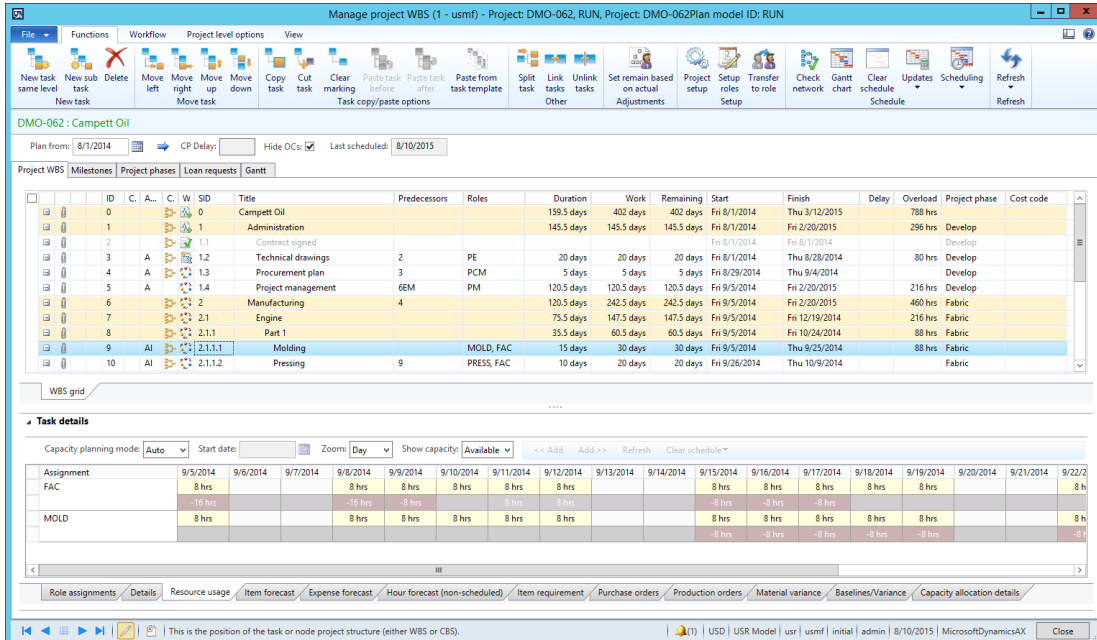 Manage project WBS (1 - usmf) - Project: DMO-062, RUN, Project: DMO-062Plan model ID: RUN
File Functions Workflow Project level options View
New task same level New sub task Delete Move left Move right Move up Move down Copy task Cut task Clear marking Paste task before Paste task after Paste from task template Split task Link tasks Unlink tasks Set remain based on actual Project setup Setup roles Transfer to role Check network Gantt chart Clear schedule Updates Scheduling Refresh
New task Move task Task copy/paste options Other Adjustments Setup Schedule Refresh
DMO-062 : Campett Oil
Plan from: 8/1/2014 CP Delay: Hide OCs: Last scheduled: 8/10/2015
Project WBS Milestones Project phases Loan requests Gantt
ID C. A... C. W SID Title Predecessors Roles Duration Work Remaining Start Finish Delay Overload Project phase Cost code
0 0 Campett Oil 159.5 days 402 days 402 days Fri 8/1/2014 Thu 3/12/2015 788 hrs
1 1 Administration 145.5 days 145.5 days 145.5 days Fri 8/1/2014 Fri 2/20/2015 296 hrs Develop
2 1.1 Contract signed Fri 8/1/2014 Fri 8/1/2014 Develop
3 A 1.2 Technical drawings 2 PE 20 days 20 days 20 days Fri 8/1/2014 Thu 8/28/2014 80 hrs Develop
4 A 1.3 Procurement plan 3 PCM 5 days 5 days 5 days Fri 8/29/2014 Thu 9/4/2014 Develop
5 A 1.4 Project management 6EM PM 120.5 days 120.5 days 120.5 days Fri 9/5/2014 Fri 2/20/2015 216 hrs Develop
6 2 Manufacturing 4 120.5 days 242.5 days 242.5 days Fri 9/5/2014 Fri 2/20/2015 460 hrs Fabric
7 2.1 Engine 75.5 days 147.5 days 147.5 days Fri 9/5/2014 Fri 12/19/2014 216 hrs Fabric
8 2.1.1 Part 1 35.5 days 60.5 days 60.5 days Fri 9/5/2014 Fri 10/24/2014 88 hrs Fabric
9 AI 2.1.1.1 Molding MOLD, FAC 15 days 30 days 30 days Fri 9/5/2014 Thu 9/25/2014 88 hrs Fabric
10 AI 2.1.1.2 Pressing 9 PRESS, FAC 10 days 20 days 20 days Fri 9/26/2014 Thu 10/9/2014 Fabric
WBS grid
Task details
Capacity planning mode: Auto Start date: Zoom: Day Show capacity: Available << Add Add >> Refresh Clear schedule
Assignment 9/5/2014 9/6/2014 9/7/2014 9/8/2014 9/9/2014 9/10/2014 9/11/2014 9/12/2014 9/13/2014 9/14/2014 9/15/2014 9/16/2014 9/17/2014 9/18/2014 9/19/2014 9/20/2014 9/21/2014 9/22/2
FAC 8 hrs 8 hrs 8 hrs 8 hrs 8 hrs 8 hrs 8 hrs 8 hrs 8 hrs 8 hrs 8 hrs 8 h
-16 hrs -16 hrs -8 hrs 8 hrs 8 hrs -8 hrs -8 hrs -8 hrs
MOLD 8 hrs 8 hrs 8 hrs 8 hrs 8 hrs 8 hrs 8 hrs 8 hrs 8 hrs 8 hrs 8 hrs 8 h
-8 hrs -8 hrs -8 hrs -8 hrs -8 hrs -8 h
Role assignments Details Resource usage Item forecast Expense forecast Hour forecast (non-scheduled) Item requirement Purchase orders Production orders Material variance Baselines/Variance Capacity allocation details
This is the position of the task or node project structure (either WBS or CBS). (1) USD USR Model usr usmf initial admin 8/10/2015 MicrosoftDynamicsAX Close